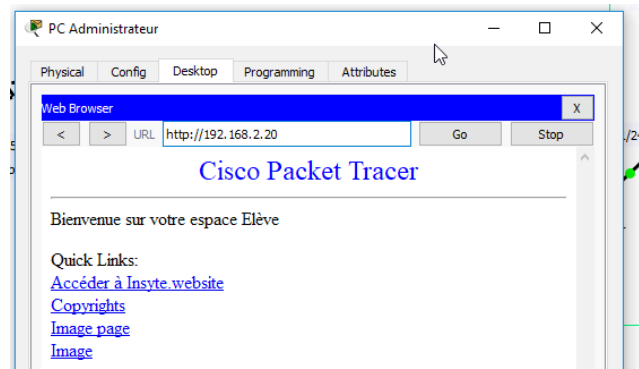 PC Administrateur
Physical Config Desktop Programming Attributes
Web Browser X
< > URL http://192.168.2.20 Go Stop
Cisco Packet Tracer
Bienvenue sur votre espace Elève
Quick Links:
Accéder à Insyte.website
Copyrights
Image page
Image